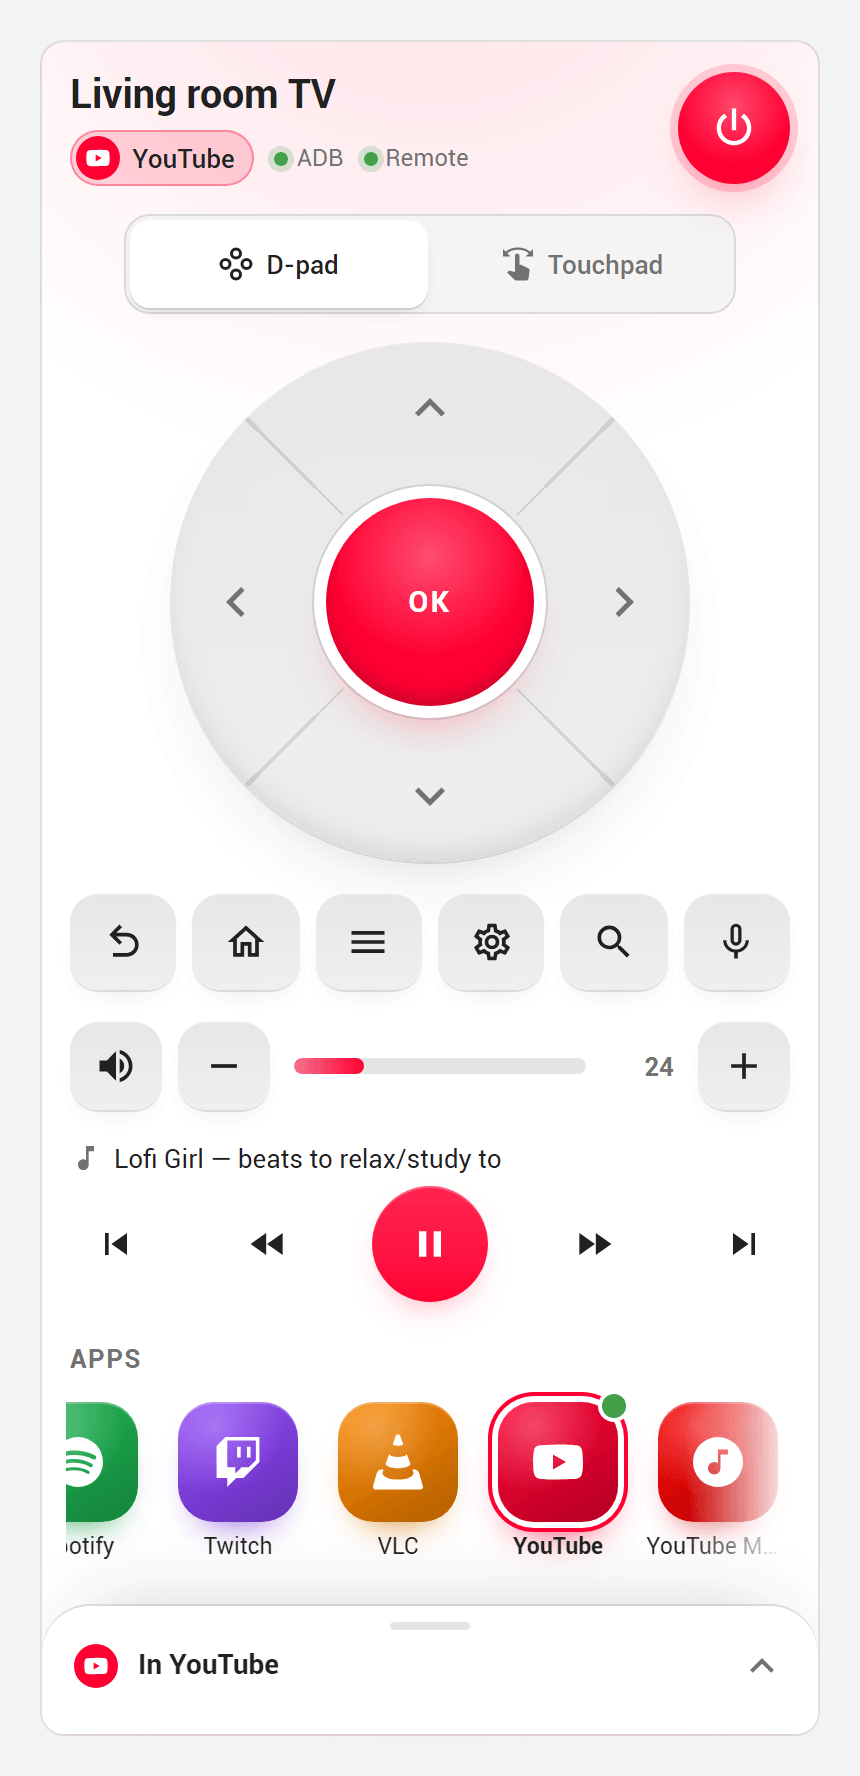 Living room TV
YouTube ADB Remote
D-pad Touchpad
OK
24
Lofi Girl — beats to relax/study to
APPS
otify Twitch VLC YouTube YouTube M...
In YouTube